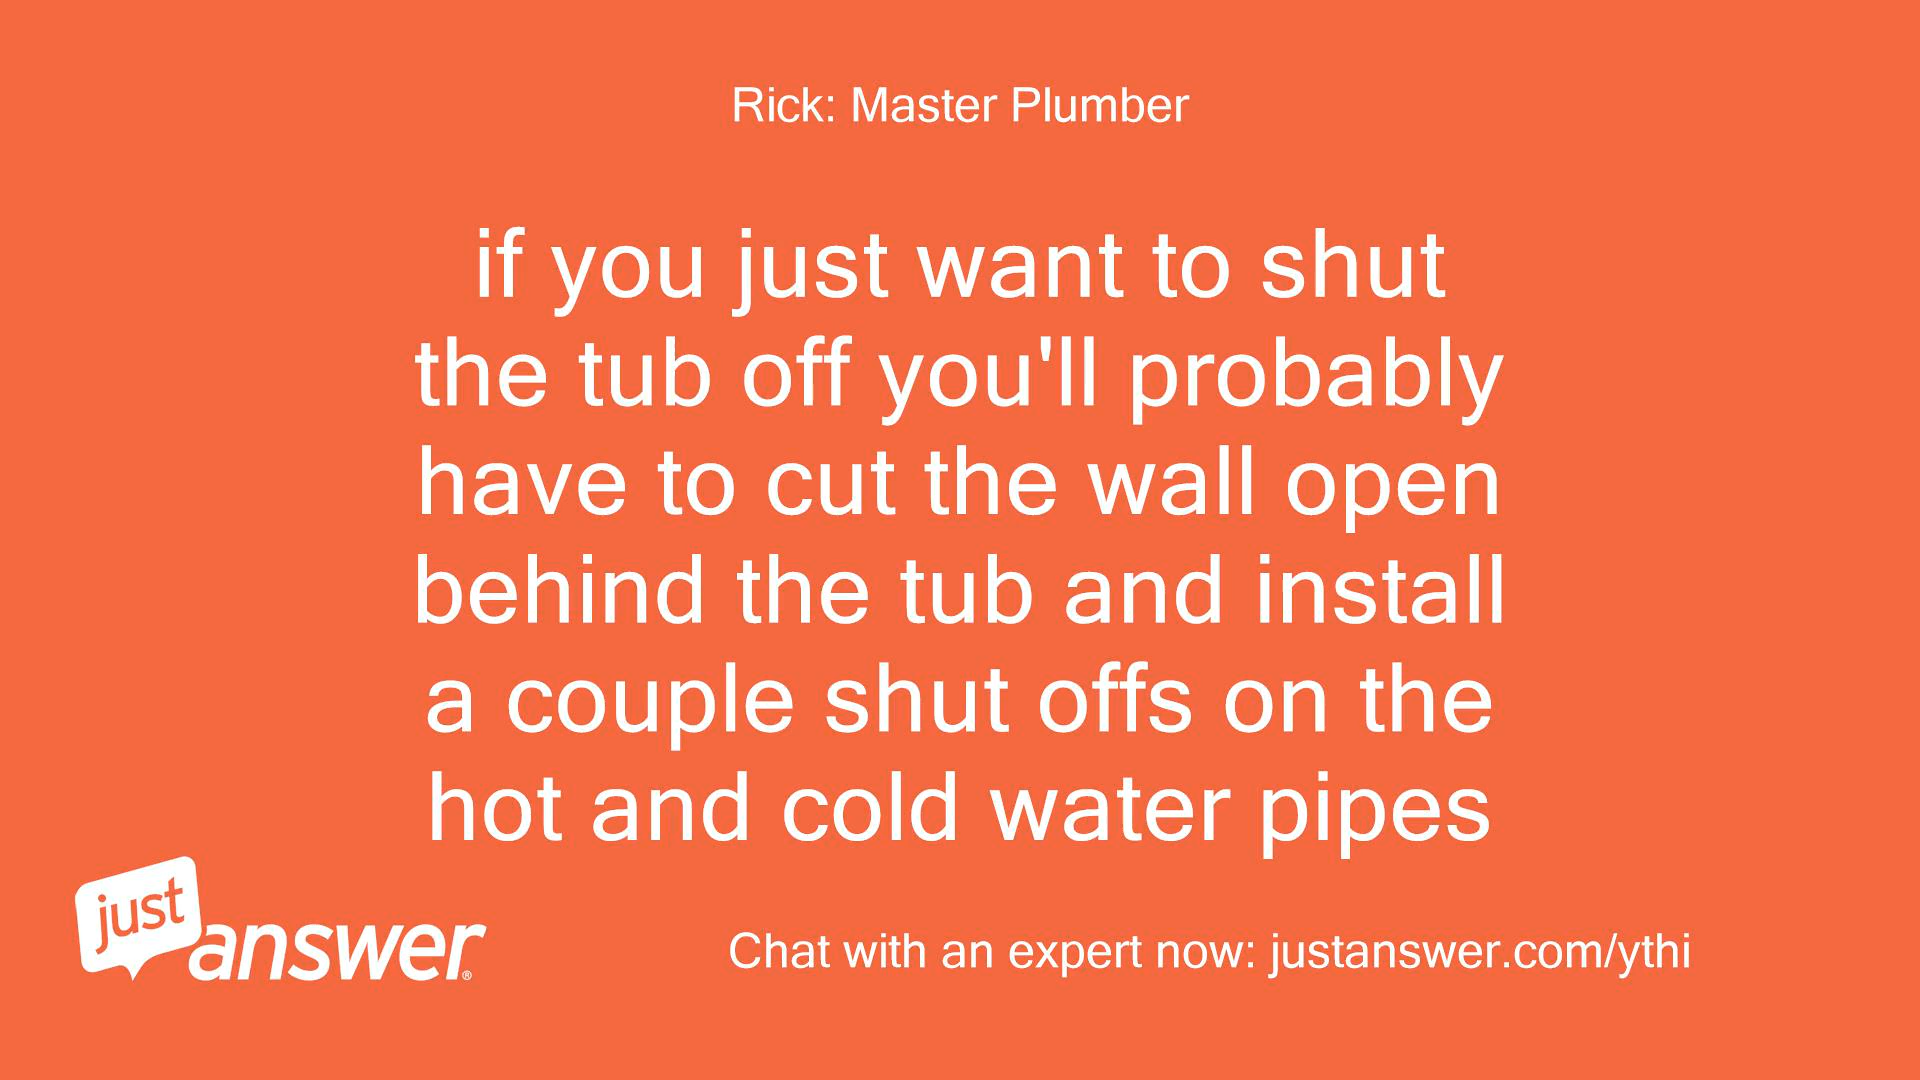 Rick: Master Plumber
if you just want to shut
the tub off you'll probably
have to cut the wall open
behind the tub and install
a couple shut offs on the
hot and cold water pipes
just
answer®
Chat with an expert now: justanswer.com/ythi